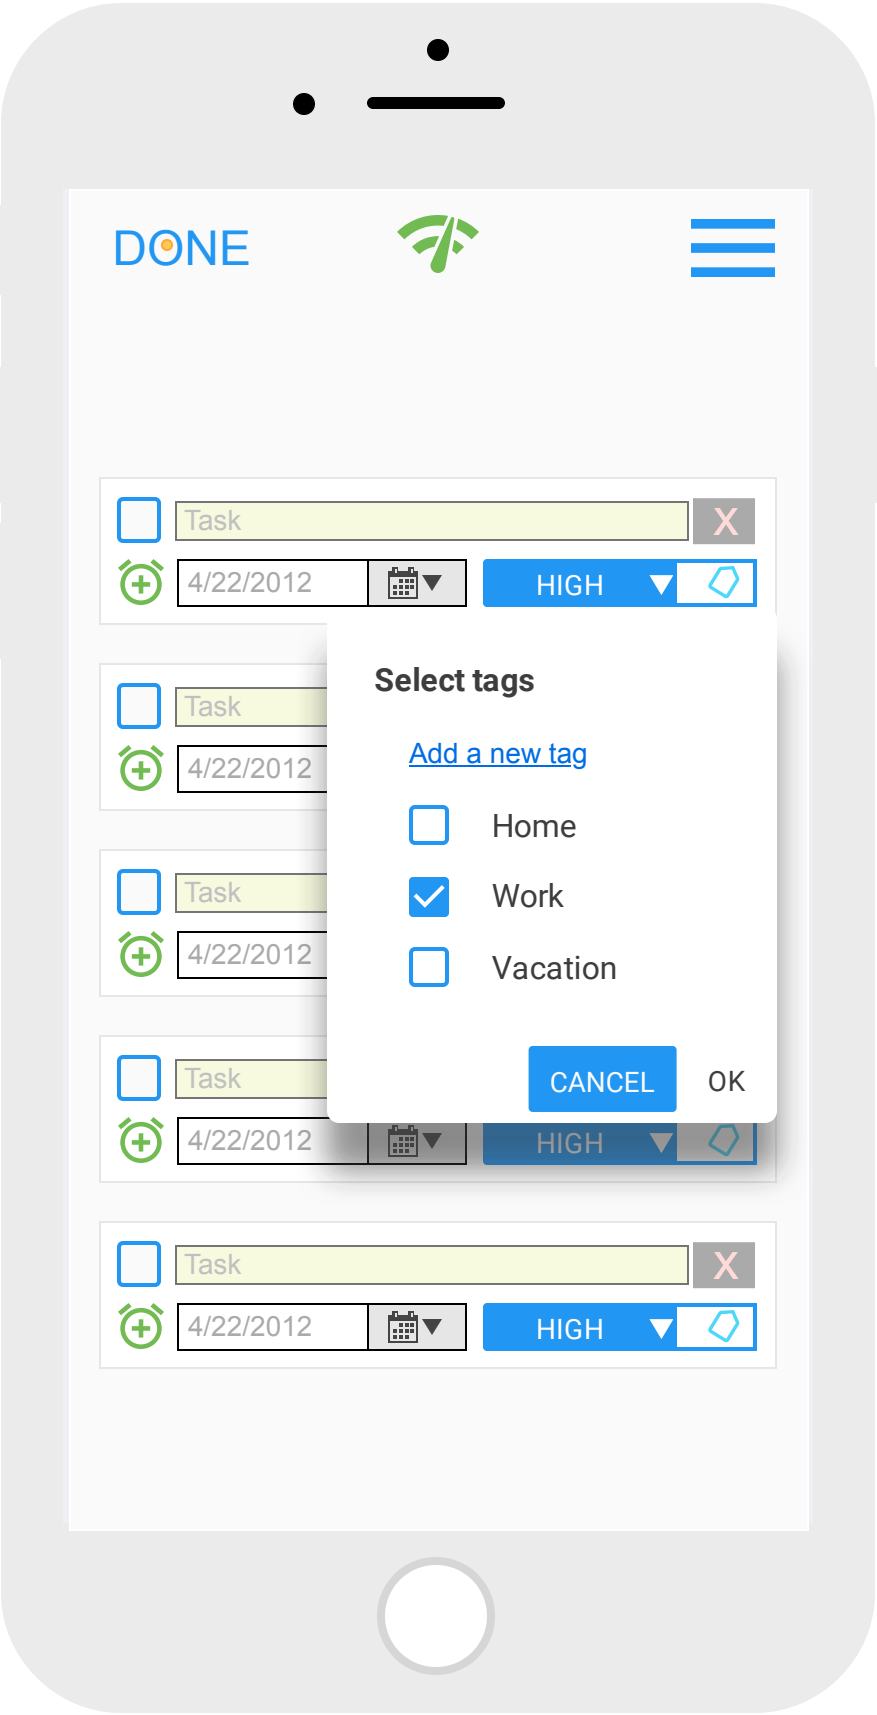 DONE
Task X
4/22/2012 HIGH
Select tags
Add a new tag
Home
Work
Vacation
CANCEL OK
Task
4/22/2012
Task
4/22/2012
Task
4/22/2012 HIGH
Task X
4/22/2012 HIGH